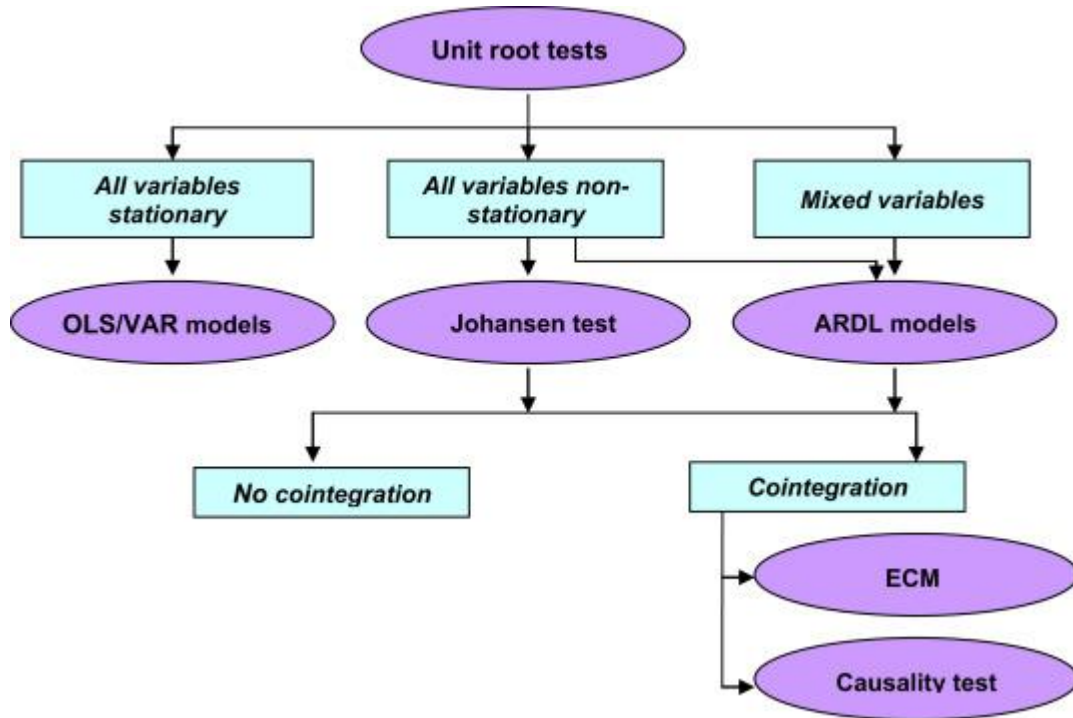 Unit root tests
All variables
stationary
All variables non-
stationary
Mixed variables
OLS/VAR models
Johansen test
ARDL models
No cointegration
Cointegration
ECM
Causality test